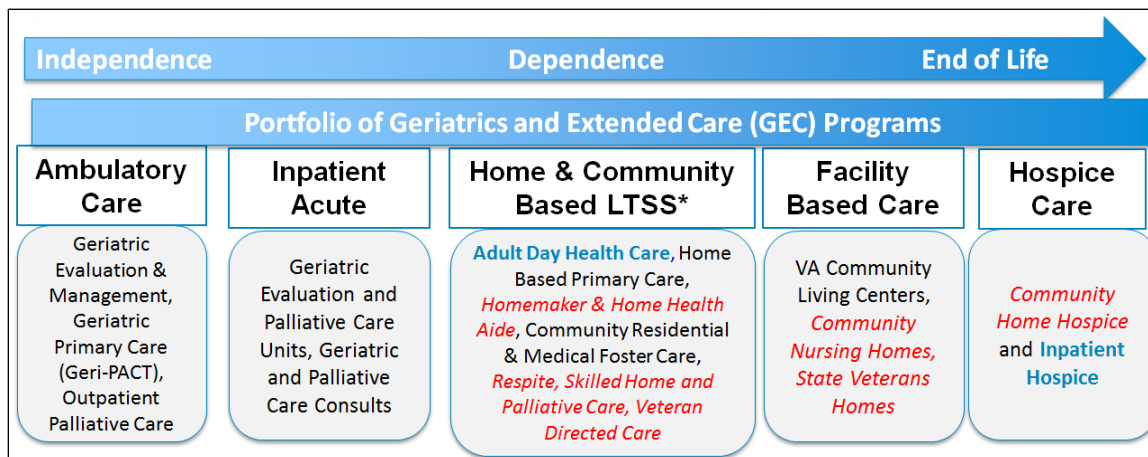 Independence Dependence End of Life
Portfolio of Geriatrics and Extended Care (GEC) Programs
Ambulatory
Care
Geriatric
Evaluation &
Management,
Geriatric
Primary Care
(Geri-PACT),
Outpatient
Palliative Care
Inpatient
Acute
Geriatric
Evaluation and
Palliative Care
Units, Geriatric
and Palliative
Care Consults
Home & Community
Based LTSS*
Adult Day Health Care, Home
Based Primary Care,
Homemaker & Home Health
Aide, Community Residential
& Medical Foster Care,
Respite, Skilled Home and
Palliative Care, Veteran
Directed Care
Facility
Based Care
VA Community
Living Centers,
Community
Nursing Homes,
State Veterans
Homes
Hospice
Care
Community
Home Hospice
and Inpatient
Hospice